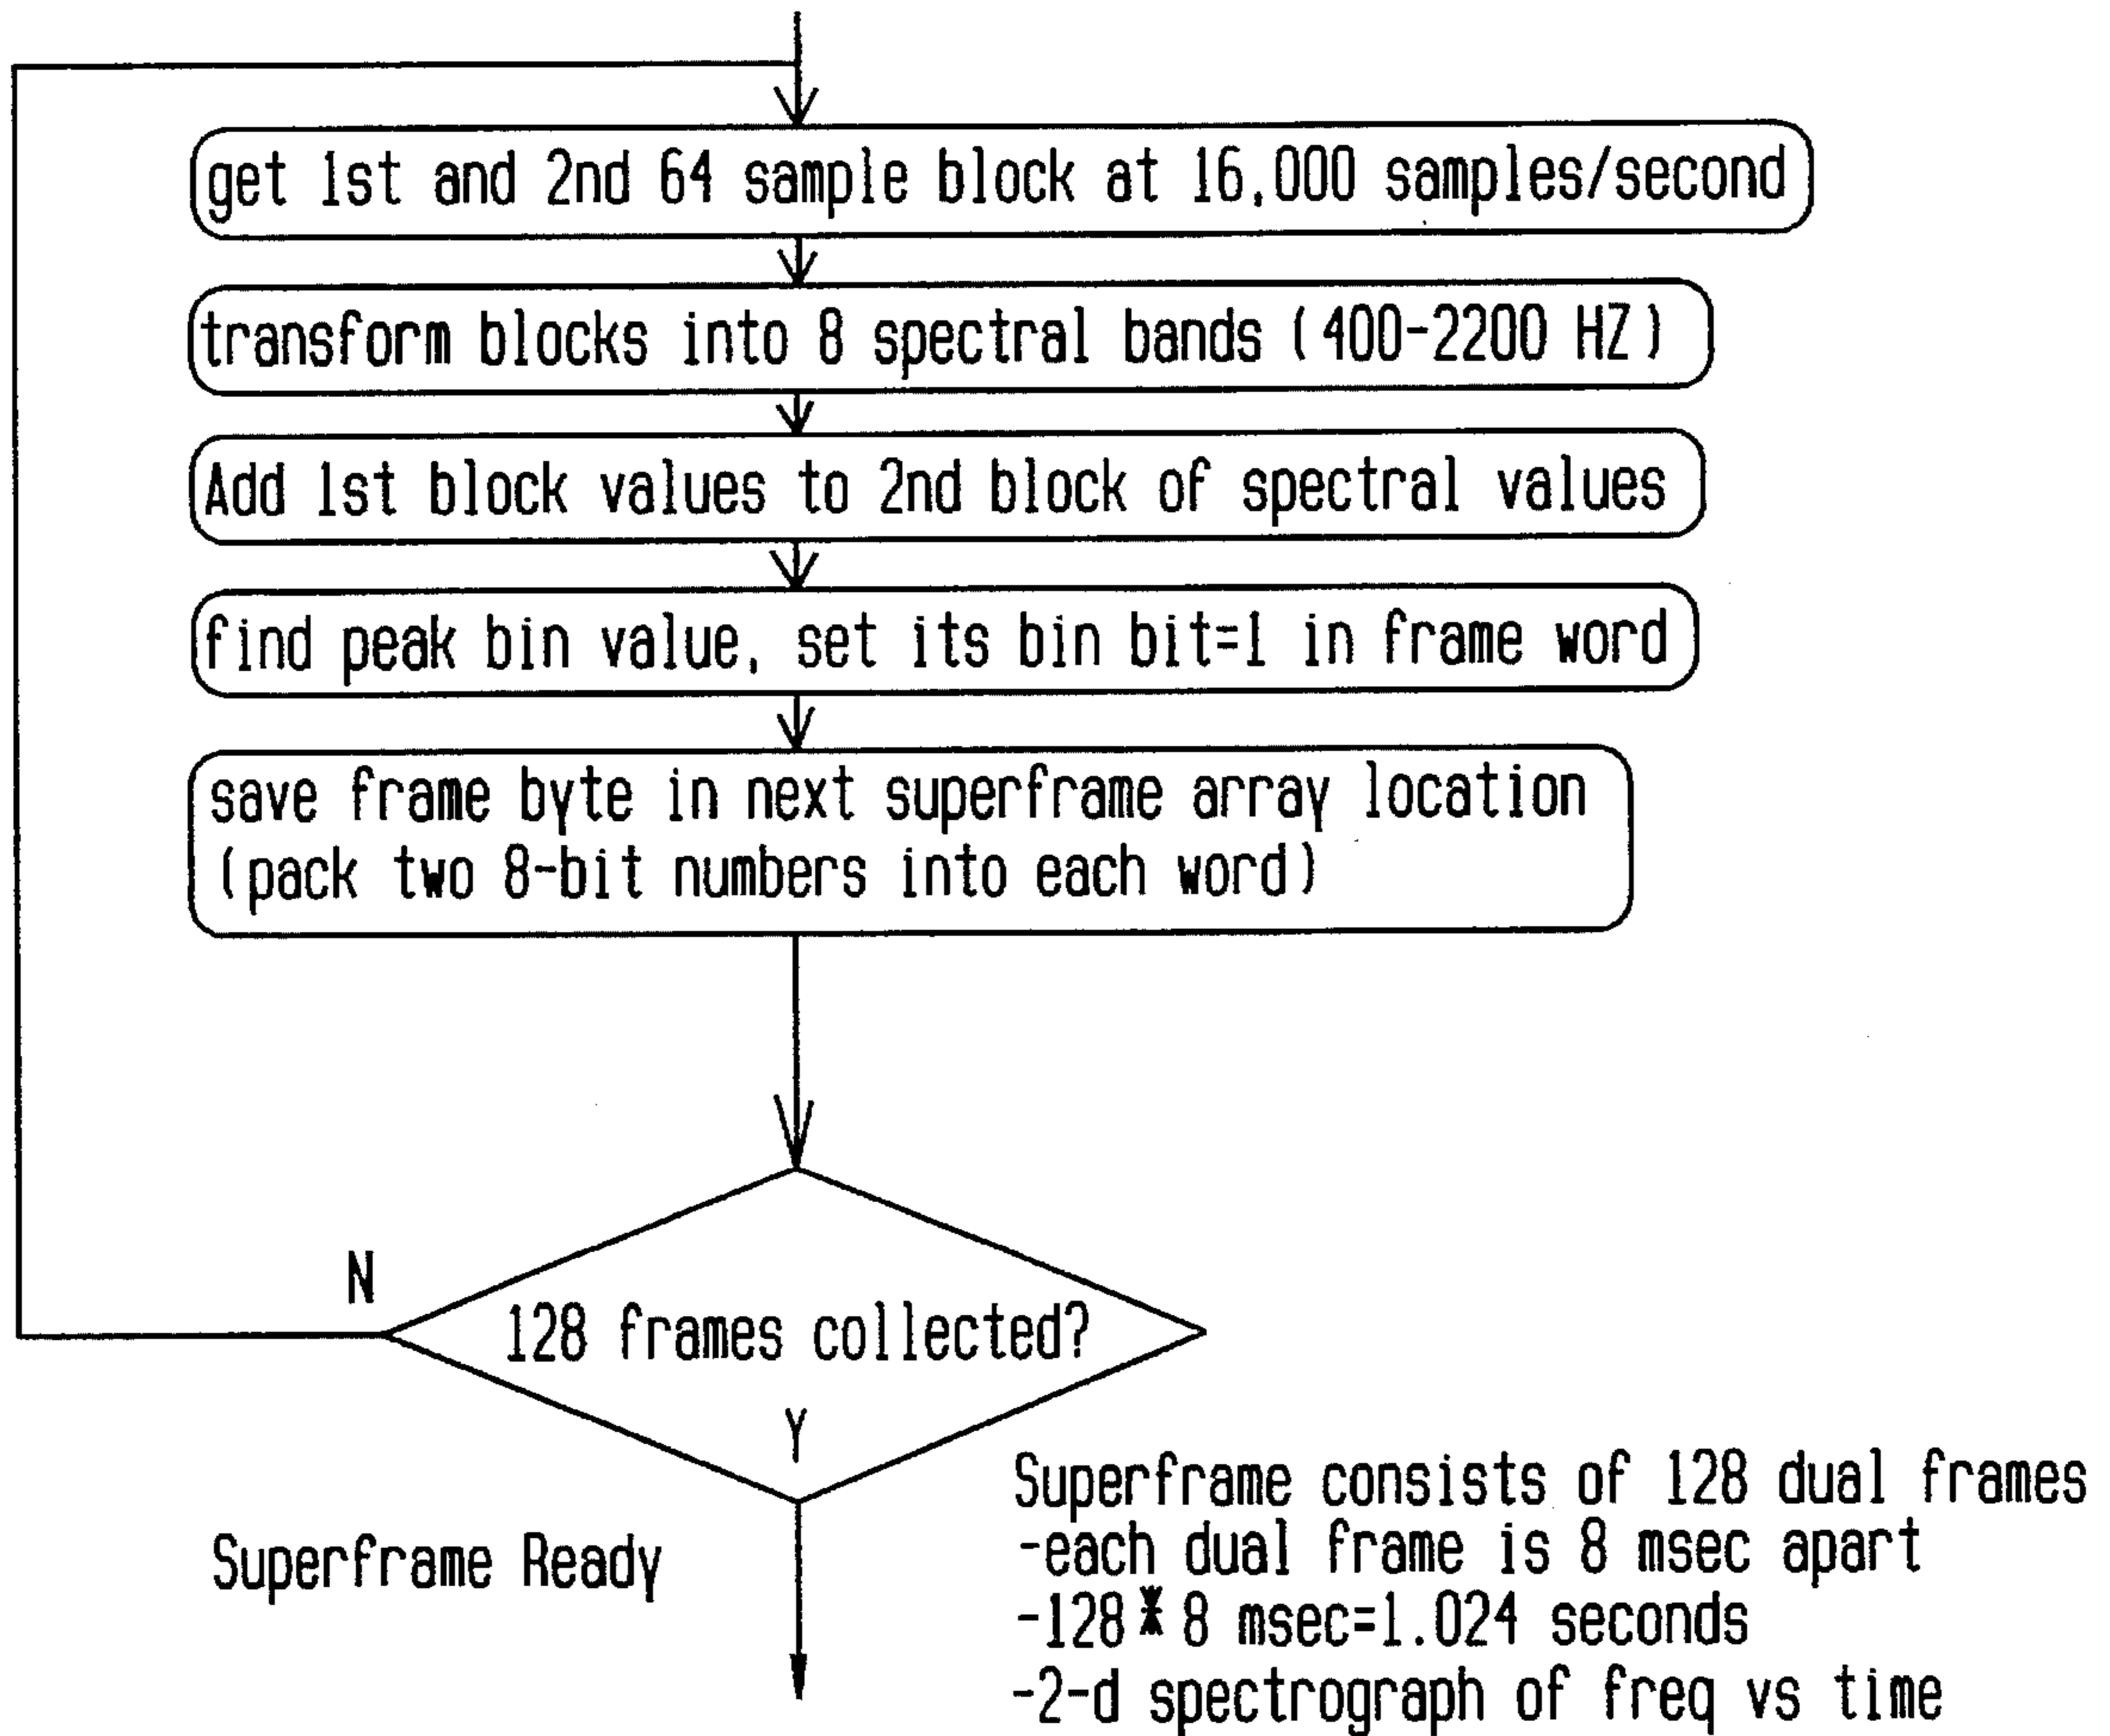 get 1st and 2nd 64 sample block at 16,000 samples/second
transform blocks into 8 spectral bands (400-2200 HZ)
Add 1st block values to 2nd block of spectral values
find peak bin value, set its bin bit=1 in frame word
save frame byte in next superframe array location
(pack two 8-bit numbers into each word)
N
128 frames collected?
Y
Superframe Ready
Superframe consists of 128 dual frames
-each dual frame is 8 msec apart
-128*8 msec=1.024 seconds
-2-d spectrograph of freq vs time